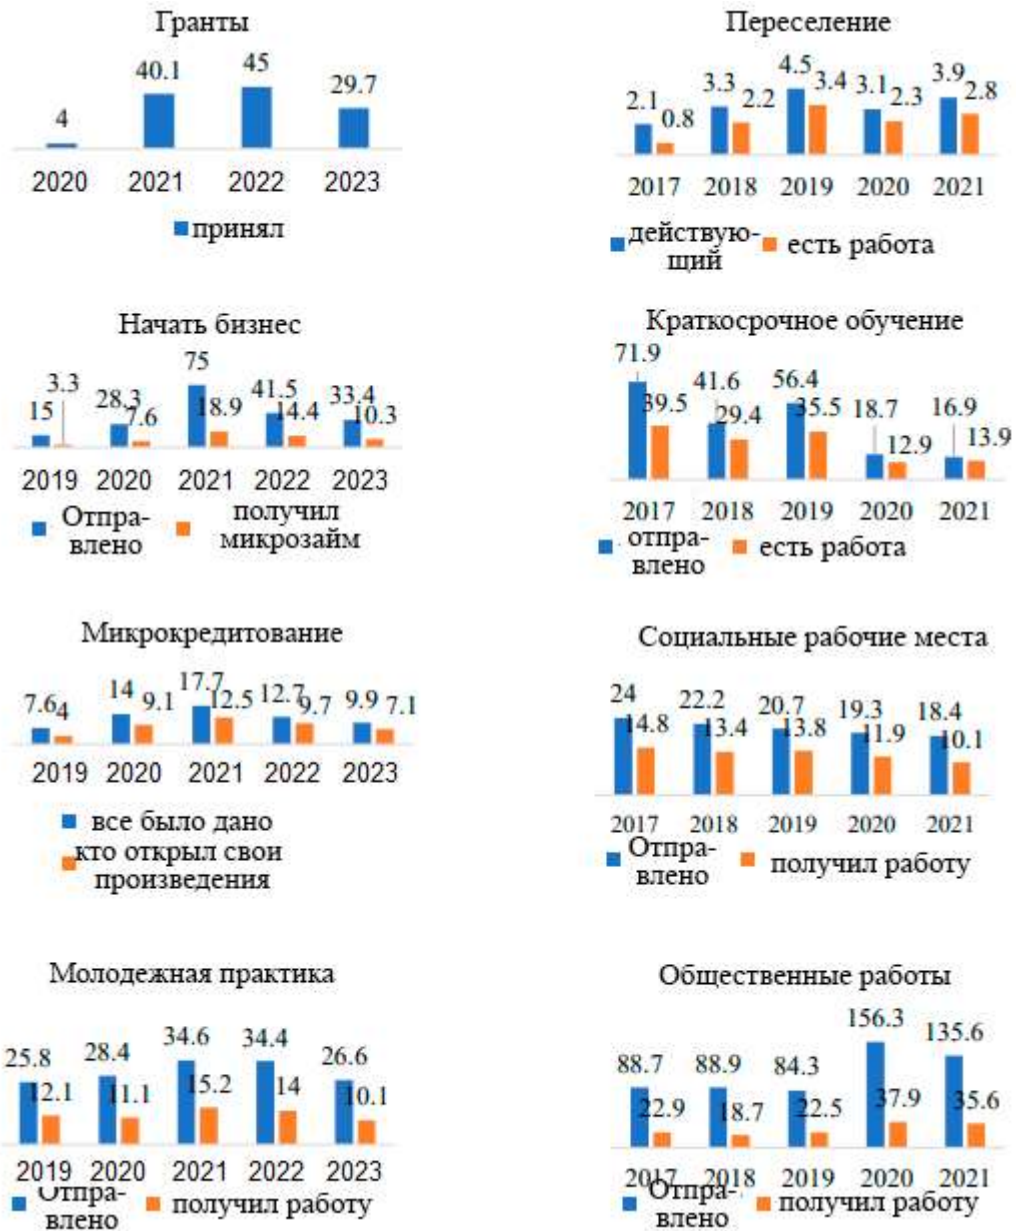 Гранты
4
40.1
45
29.7
2020 2021 2022 2023
принял
Переселение
2.1 0.8 3.3 2.2 4.5 3.4 3.1 2.3 3.9 2.8
2017 2018 2019 2020 2021
действую-
щий
есть работа
Начать бизнес
15 3.3 28.3 7.6 75 18.9 41.5 14.4 33.4 10.3
2019 2020 2021 2022 2023
Отпра-
влено
получил
микрозайм
Краткосрочное обучение
71.9 39.5 41.6 29.4 56.4 35.5 18.7 12.9 16.9 13.9
2017 2018 2019 2020 2021
отпра-
влено
есть работа
Микрокредитование
7.6 4 14 9.1 17.7 12.5 12.7 9.7 9.9 7.1
2019 2020 2021 2022 2023
все было дано
кто открыл свои
произведения
Социальные рабочие места
24 14.8 22.2 13.4 20.7 13.8 19.3 11.9 18.4 10.1
2017 2018 2019 2020 2021
Отпра-
влено
получил работу
Молодежная практика
25.8 12.1 28.4 11.1 34.6 15.2 34.4 14 26.6 10.1
2019 2020 2021 2022 2023
Отпра-
влено
получил работу
Общественные работы
88.7 22.9 88.9 18.7 84.3 22.5 156.3 37.9 135.6 35.6
2017 2018 2019 2020 2021
Отпра-
влено
получил работу